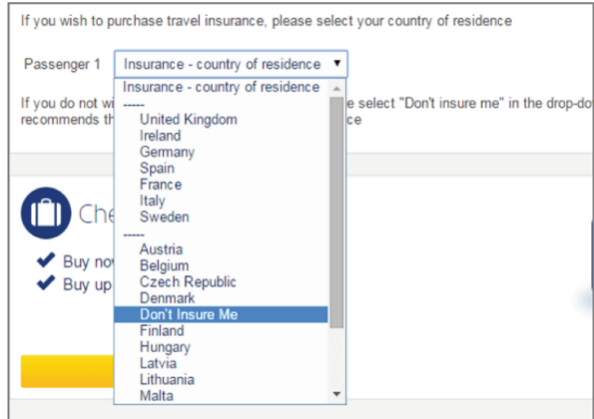 If you wish to purchase travel insurance, please select your country of residence
Passenger 1 Insurance - country of residence
Insurance - country of residence
If you do not wi e select "Don't insure me" in the drop-do
recommends th ce
-----
United Kingdom
Ireland
Germany
Spain
France
Italy
Sweden
-----
Austria
Belgium
Czech Republic
Denmark
Don't Insure Me
Finland
Hungary
Latvia
Lithuania
Malta
Che
Buy no
Buy up